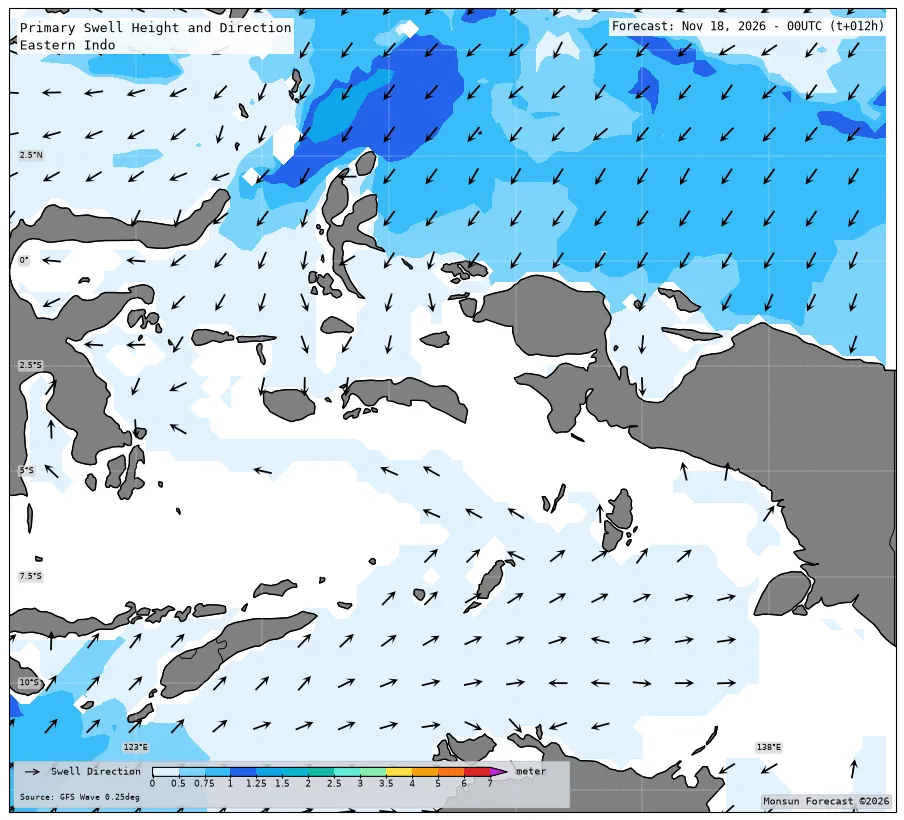 Primary Swell Height and Direction
Eastern Indo
Forecast: Nov 18, 2026 - 00UTC (t+012h)
2.5°N
0°
2.5°S
5°S
7.5°S
10°S
123°E
138°E
Swell Direction
0 0.5 0.75 1 1.25 1.5 2 2.5 3 3.5 4 5 6 7
meter
Source: GFS Wave 0.25deg
Monsun Forecast ©2026